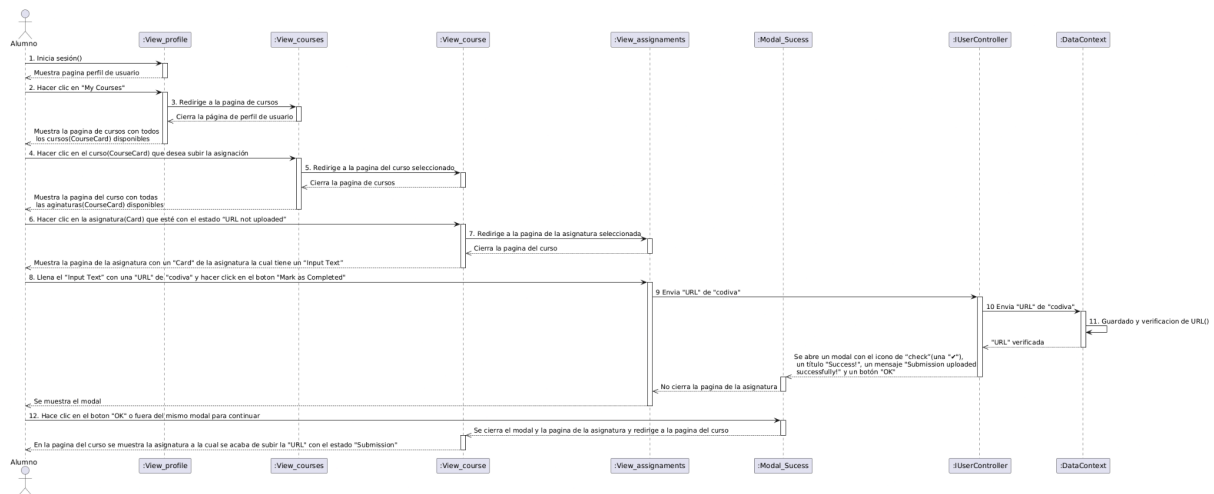 Alumno
:View_profile
:View_courses
:View_course
:View_assignaments
:Modal_Sucess
:IUserController
:IDataContext
1. Inicia sesión()
Muestra pagina perfil de usuario
2. Hacer clic en "My Courses"
3. Redirige a la pagina de cursos
Cierra la página de perfil de usuario
Muestra la pagina de cursos con todos
los cursos(CourseCard) disponibles
4. Hacer clic en el curso(CourseCard) que desea subir la asignación
5. Redirige a la pagina del curso seleccionado
Cierra la pagina de cursos
Muestra la pagina del curso con todas
las aginaturas(CourseCard) disponibles
6. Hacer clic en la asignatura(Card) que esté con el estado "URL not uploaded"
7. Redirige a la pagina de la asignatura seleccionada
Cierra la pagina del curso
Muestra la pagina de la asignatura con un "Card" de la asignatura la cual tiene un "Input Text"
8. Llena el "Input Text" con una "URL" de "codiva" y hacer click en el boton "Mark as Completed"
9 Envia "URL" de "codiva"
10 Envia "URL" de "codiva"
11. Guardado y verificacion de URL()
"URL" verificada
Se abre un modal con el icono de "check"(una "✔"),
un título "Success!", un mensaje "Submission uploaded
successfully!" y un botón "OK"
No cierra la pagina de la asignatura
Se muestra el modal
12. Hace clic en el boton "OK" o fuera del mismo modal para continuar
Se cierra el modal y la pagina de la asignatura y redirige a la pagina del curso
En la pagina del curso se muestra la asignatura a la cual se acaba de subir la "URL" con el estado "Submission"
Alumno
:View_profile
:View_courses
:View_course
:View_assignaments
:Modal_Sucess
:IUserController
:IDataContext